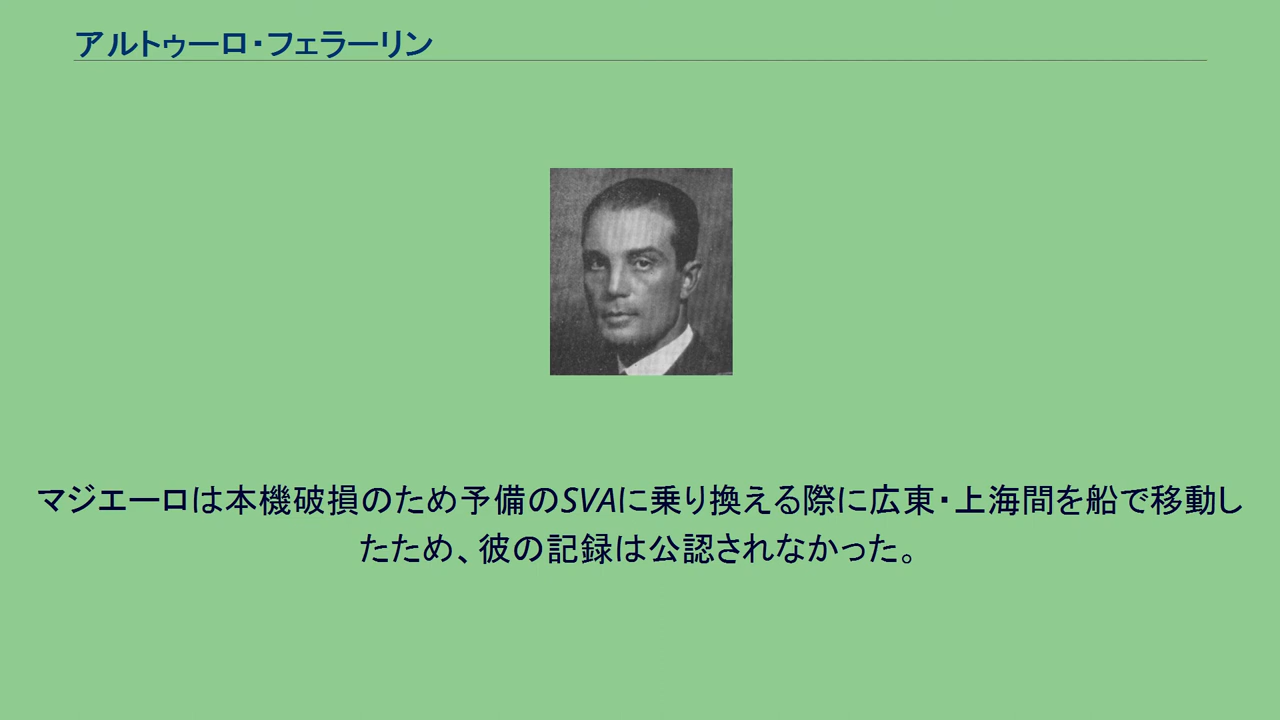 アルトゥーロ・フェラーリン
マジエーロは本機破損のため予備のSVAに乗り換える際に広東・上海間を船で移動し
たため、彼の記録は公認されなかった。